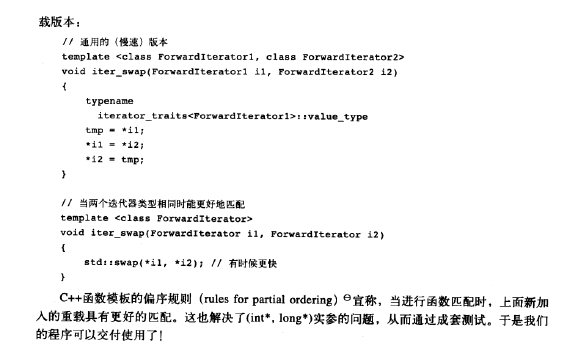 载版本：
// 通用的（慢速）版本
template <class ForwardIterator1, class ForwardIterator2>
void iter_swap(ForwardIterator1 i1, ForwardIterator2 i2)
{
typename
iterator_traits<ForwardIterator1>::value_type
tmp = *i1;
*i1 = *i2;
*i2 = tmp;
}
// 当两个迭代器类型相同时能更好地匹配
template <class ForwardIterator>
void iter_swap(ForwardIterator i1, ForwardIterator i2)
{
std::swap(*i1, *i2); // 有时候更快
}
C++函数模板的偏序规则（rules for partial ordering）⊖宣称，当进行函数匹配时，上面新加
入的重载具有更好的匹配。这也解决了(int*, long*)实参的问题，从而通过成套测试。于是我们
的程序可以交付使用了！